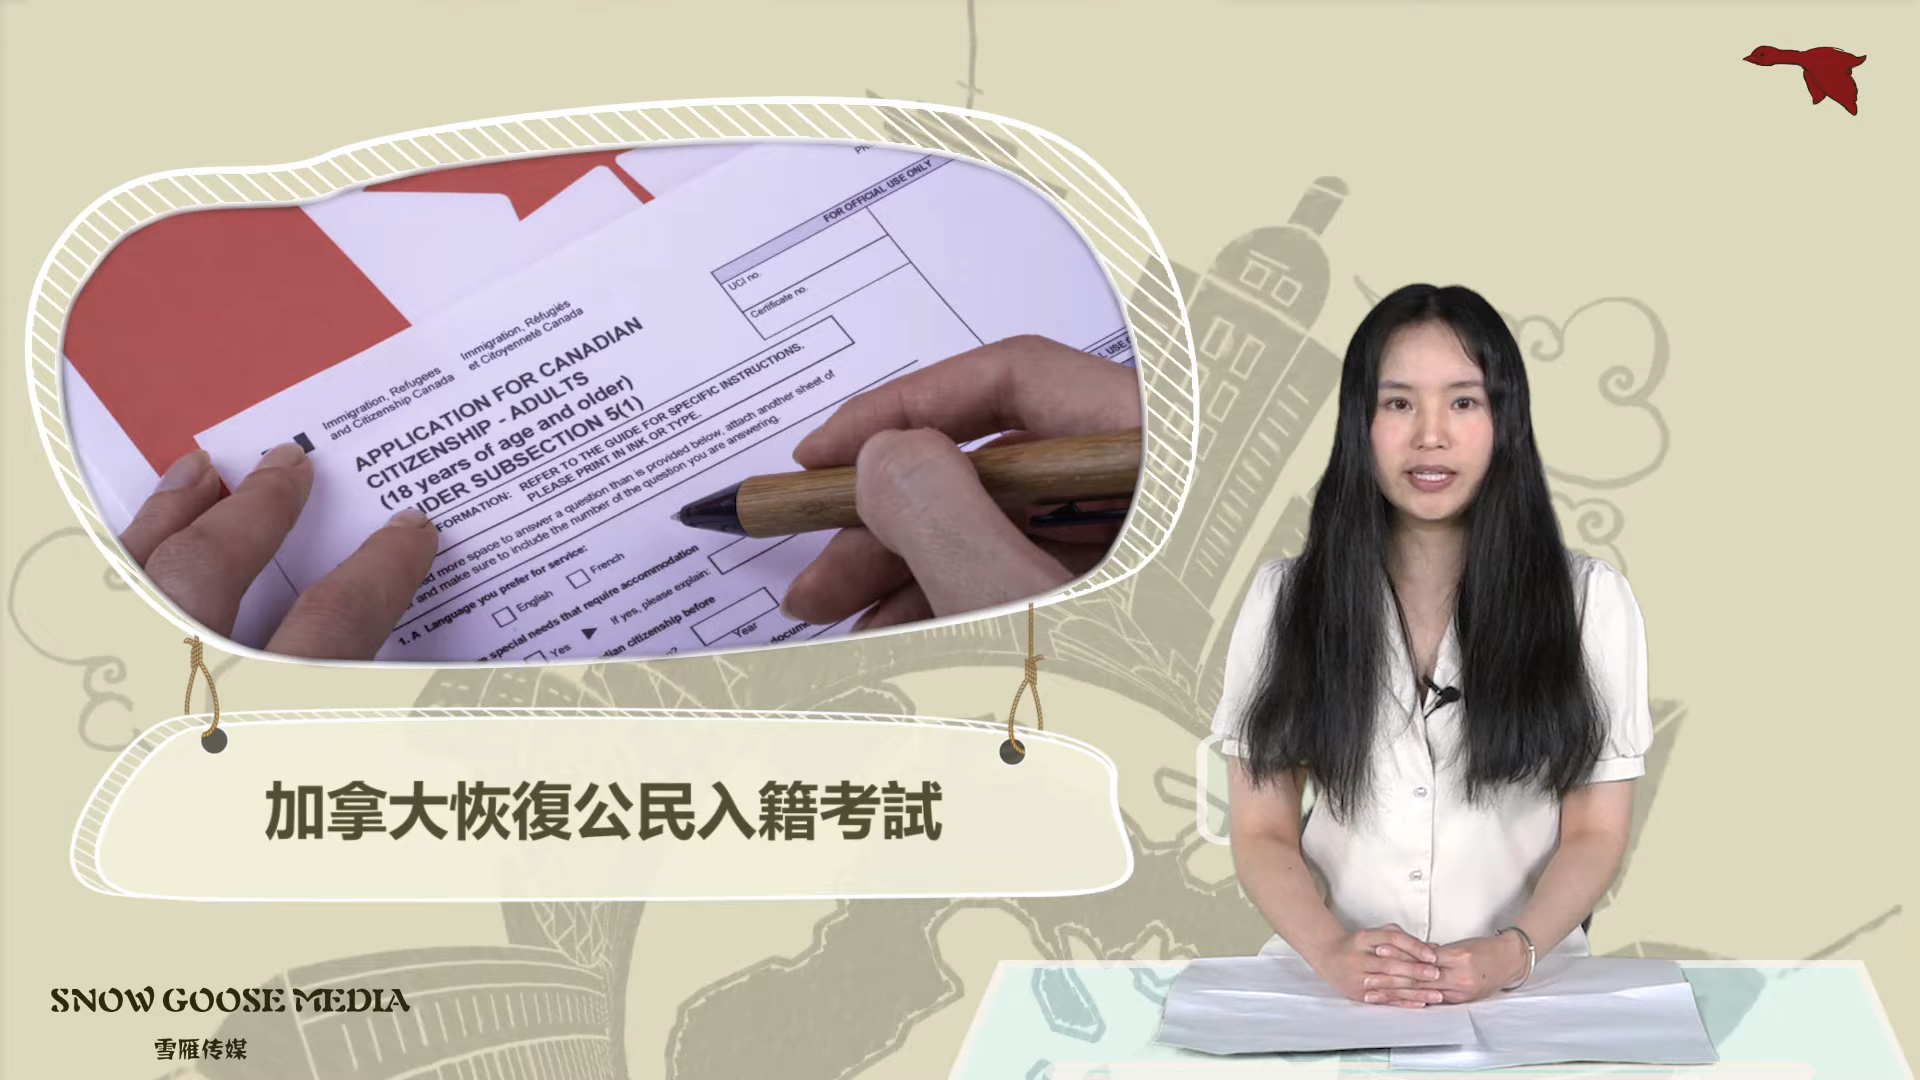 FOR OFFICIAL USE ONLY
UCI no.
Certificate no.
Immigration, Refugees
and Citizenship Canada
Immigration, Réfugiés
et Citoyenneté Canada
APPLICATION FOR CANADIAN
CITIZENSHIP - ADULTS
(18 years of age and older)
UNDER SUBSECTION 5(1)
FORMATION: REFER TO THE GUIDE FOR SPECIFIC INSTRUCTIONS.
PLEASE PRINT IN INK OR TYPE.
more space to answer a question than is provided below, attach another sheet of
and make sure to include the number of the question you are answering.
1. A Language you prefer for service:
English
French
special needs that require accommodation
Yes
If yes, please explain:
citizenship before
Year
加拿大恢復公民入籍考試
SNOW GOOSE MEDIA
雪雁传媒